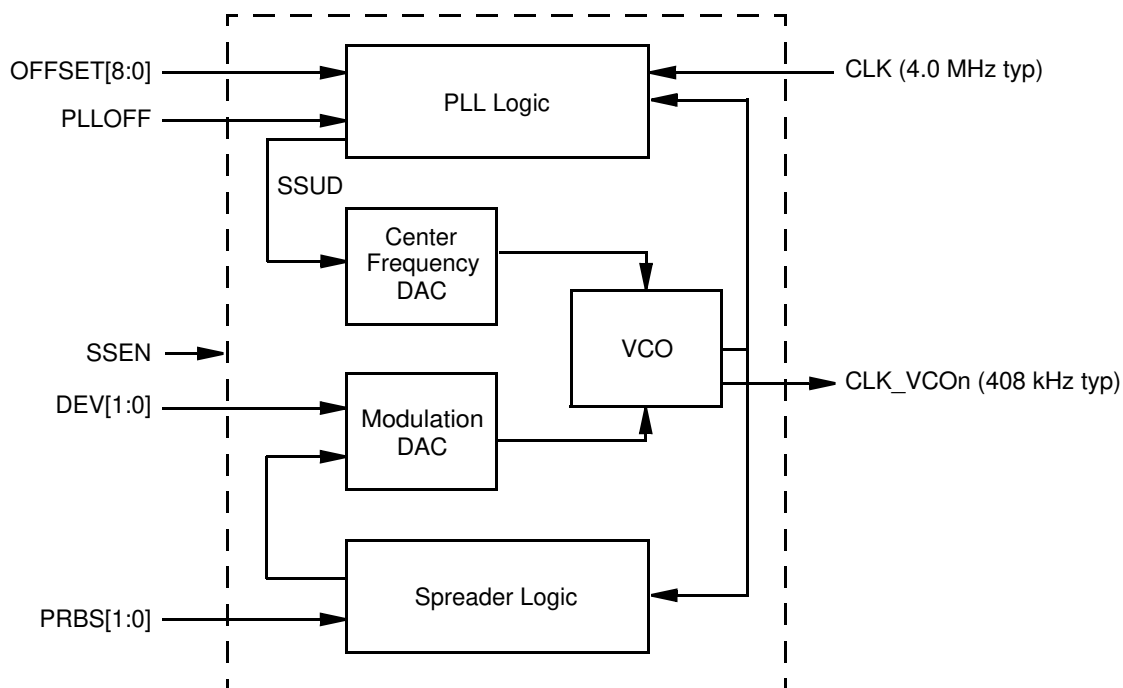 OFFSET[8:0]
PLLOFF
PLL Logic
CLK (4.0 MHz typ)
SSUD
Center
Frequency
DAC
VCO
SSEN
DEV[1:0]
CLK_VCOn (408 kHz typ)
Modulation
DAC
Spreader Logic
PRBS[1:0]